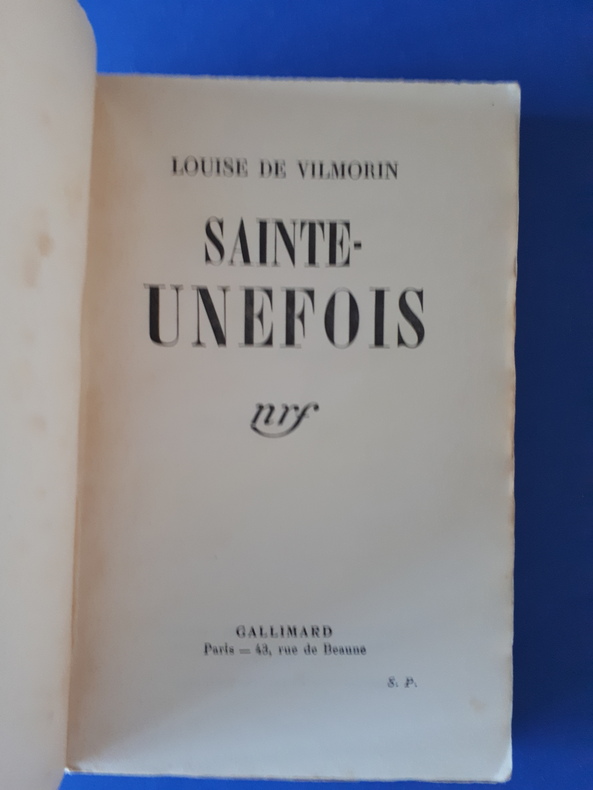 LOUISE DE VILMORIN
SAINTE-
UNEFOIS
nrf
GALLIMARD
Paris — 43, rue de Beaune
S. P.